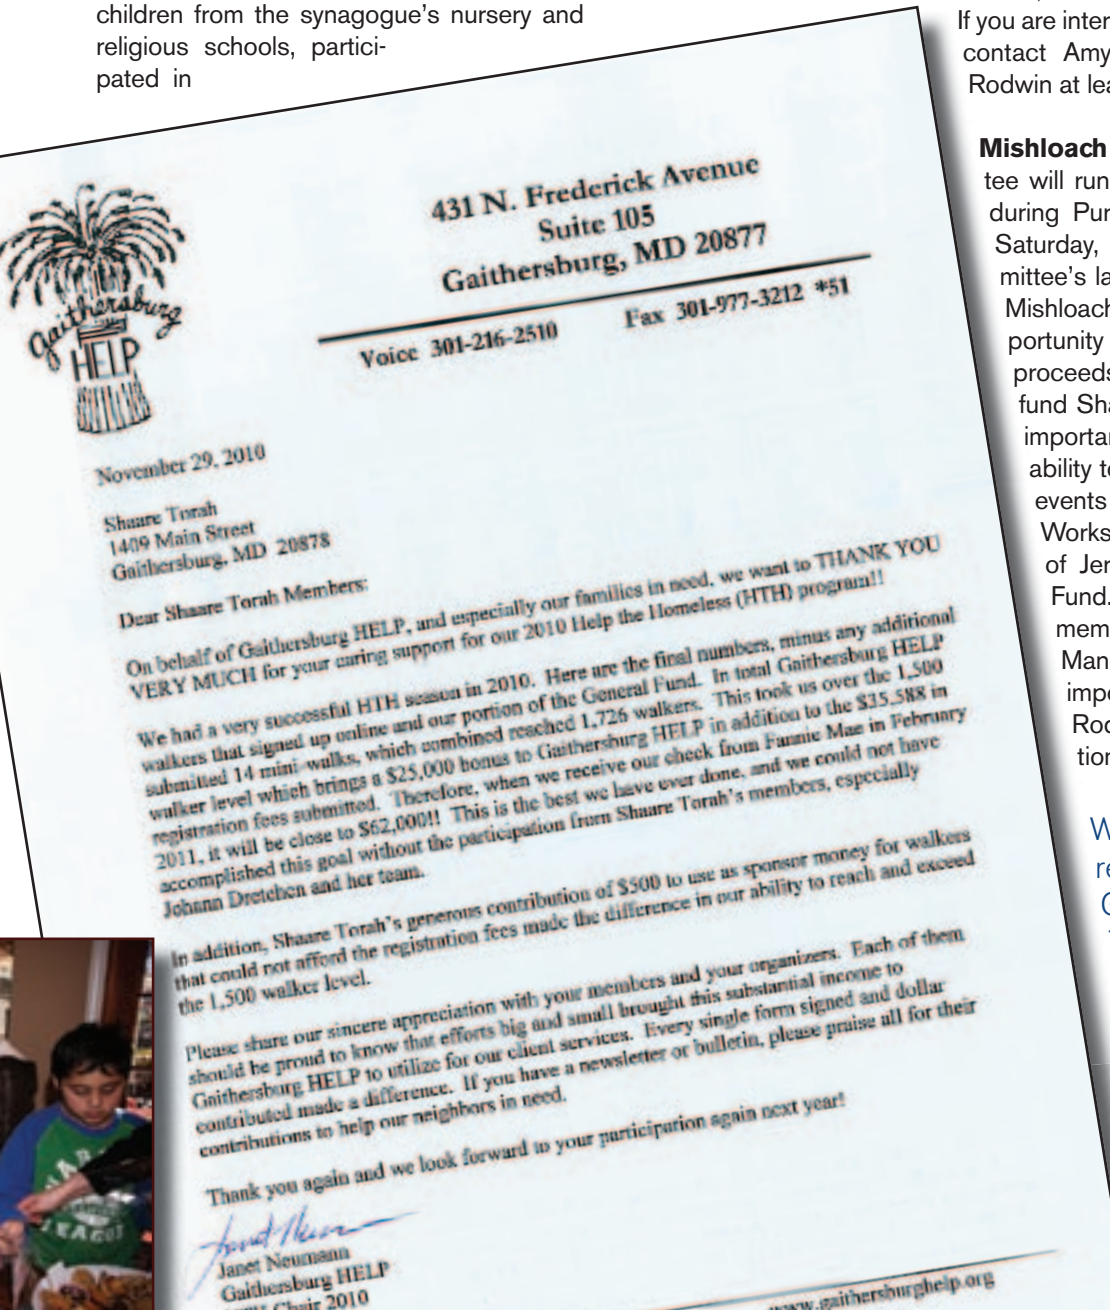 children from the synagogue's nursery and
religious schools, partici-
pated in
Gaithersburg
HELP
431 N. Frederick Avenue
Suite 105
Gaithersburg, MD 20877
Voice 301-216-2510 Fax 301-977-3212 *51
November 29, 2010
Shaare Torah
1409 Main Street
Gaithersburg, MD 20878
Dear Shaare Torah Members:
On behalf of Gaithersburg HELP, and especially our families in need, we want to THANK YOU
VERY MUCH for your caring support for our 2010 Help the Homeless (HTH) program!!
We had a very successful HTH season in 2010. Here are the final numbers, minus any additional
walkers that signed up online and our portion of the General Fund. In total Gaithersburg HELP
submitted 14 mini-walks, which combined reached 1,726 walkers. This took us over the 1,500
walker level which brings a $25,000 bonus to Gaithersburg HELP in addition to the $35,588 in
registration fees submitted. Therefore, when we receive our check from Fannie Mae in February
2011, it will be close to $62,000!! This is the best we have ever done, and we could not have
accomplished this goal without the participation from Shaare Torah's members, especially
Johann Dretchen and her team.
In addition, Shaare Torah's generous contribution of $500 to use as sponsor money for walkers
that could not afford the registration fees made the difference in our ability to reach and exceed
the 1,500 walker level.
Please share our sincere appreciation with your members and your organizers. Each of them
should be proud to know that efforts big and small brought this substantial income to
Gaithersburg HELP to utilize for our client services. Every single form signed and dollar
contributed made a difference. If you have a newsletter or bulletin, please praise all for their
contributions to help our neighbors in need.
Thank you again and we look forward to your participation again next year!
Janet Neumann
Gaithersburg HELP
Chair 2010
www.gaithersburghelp.org
If you are inter
contact Amy
Rodwin at lea
Mishloach
tee will run
during Pur
Saturday,
mittee's la
Mishloach
portunity
proceeds
fund Sha
importan
ability to
events
Works
of Jer
Fund.
mem
Man
impo
Rod
tion
W
re